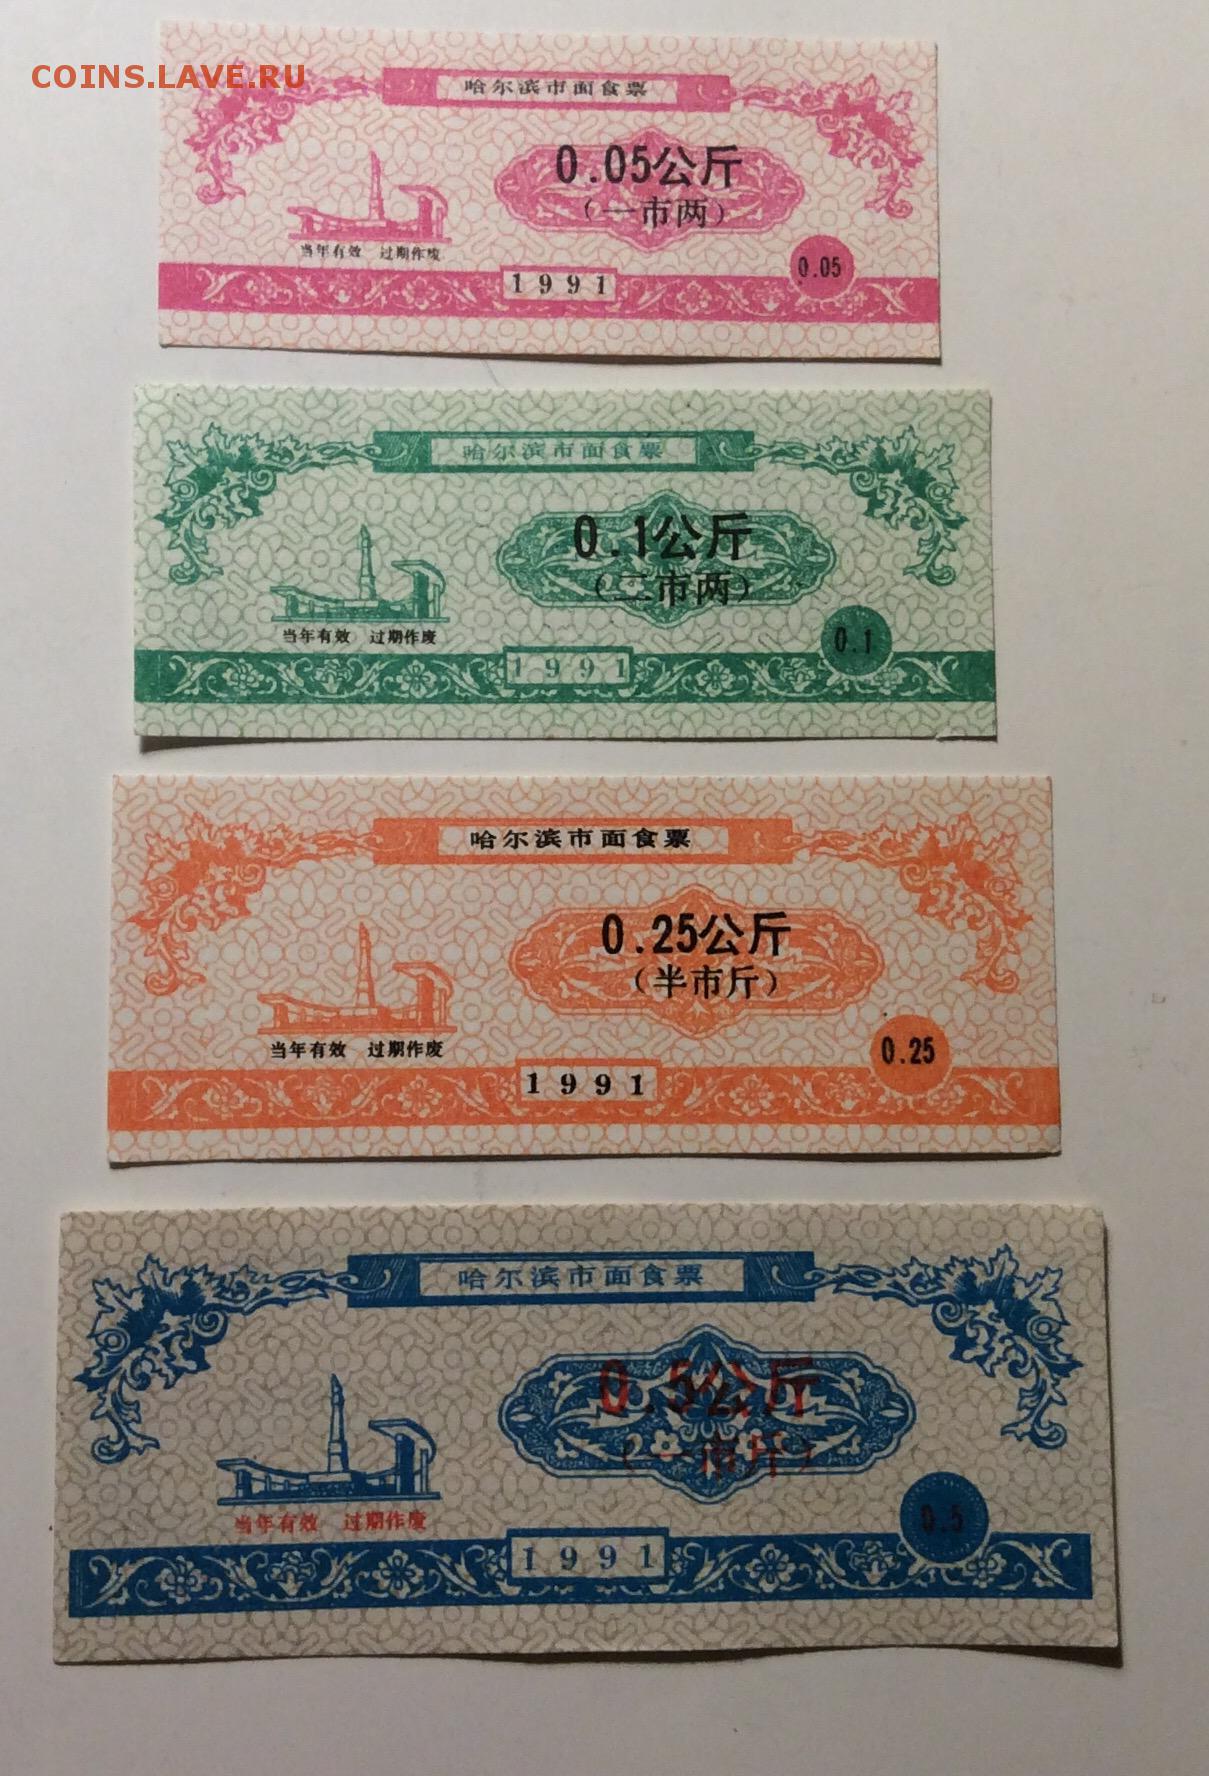 COINS.LAVE.RU
哈尔滨市面食票
0.05公斤
（一市两）
当年有效 过期作废
0.05
1991
哈尔滨市面食票
0.1公斤
（二市两）
当年有效 过期作废
0.1
1991
哈尔滨市面食票
0.25公斤
（半市斤）
当年有效 过期作废
0.25
1991
哈尔滨市面食票
0.5公斤
（一市斤）
当年有效 过期作废
0.5
1991